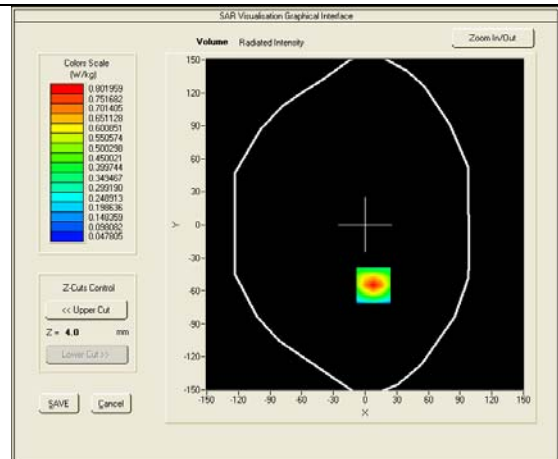 SAR Visualisation Graphical Interface
Volume Radiated Intensity
Zoom In/Out
Colors Scale
(W/kg)
0.801959
0.751682
0.701405
0.651128
0.600851
0.550574
0.500298
0.450021
0.399744
0.349467
0.299190
0.248913
0.198636
0.148359
0.098082
0.047805
Z-Cuts Control
<< Upper Cut
Z = 4.0 mm
Lower Cut >>
SAVE
Cancel
150
120
90
60
30
0
-30
-60
-90
-120
-150
Y
-150 -120 -90 -60 -30 0 30 60 90 120 150
X